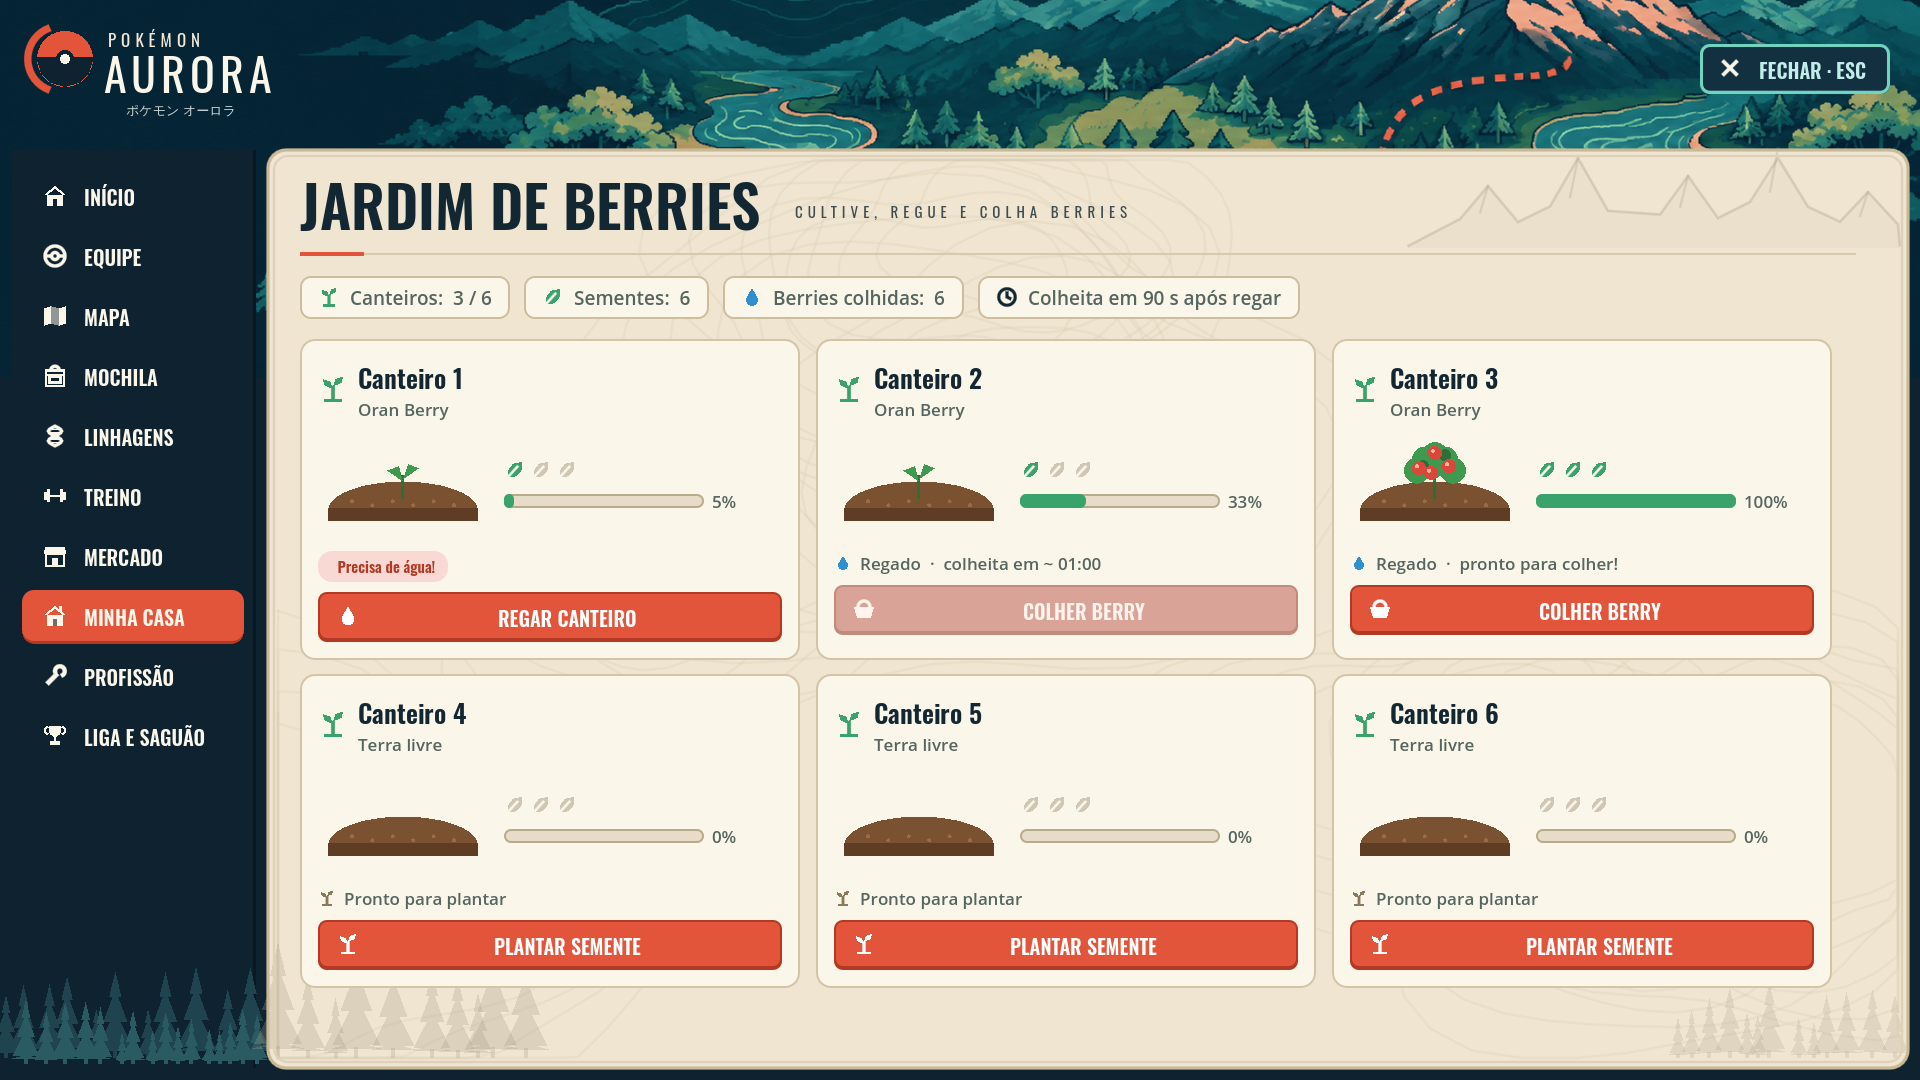 POKÉMON
AURORA
ポケモン オーロラ
✕ FECHAR · ESC
INÍCIO
EQUIPE
MAPA
MOCHILA
LINHAGENS
TREINO
MERCADO
MINHA CASA
PROFISSÃO
LIGA E SAGUÃO
JARDIM DE BERRIES
CULTIVE, REGUE E COLHA BERRIES
Canteiros: 3 / 6
Sementes: 6
Berries colhidas: 6
Colheita em 90 s após regar
Canteiro 1
Oran Berry
5%
Precisa de água!
REGAR CANTEIRO
Canteiro 2
Oran Berry
33%
Regado · colheita em ~ 01:00
COLHER BERRY
Canteiro 3
Oran Berry
100%
Regado · pronto para colher!
COLHER BERRY
Canteiro 4
Terra livre
0%
Pronto para plantar
PLANTAR SEMENTE
Canteiro 5
Terra livre
0%
Pronto para plantar
PLANTAR SEMENTE
Canteiro 6
Terra livre
0%
Pronto para plantar
PLANTAR SEMENTE